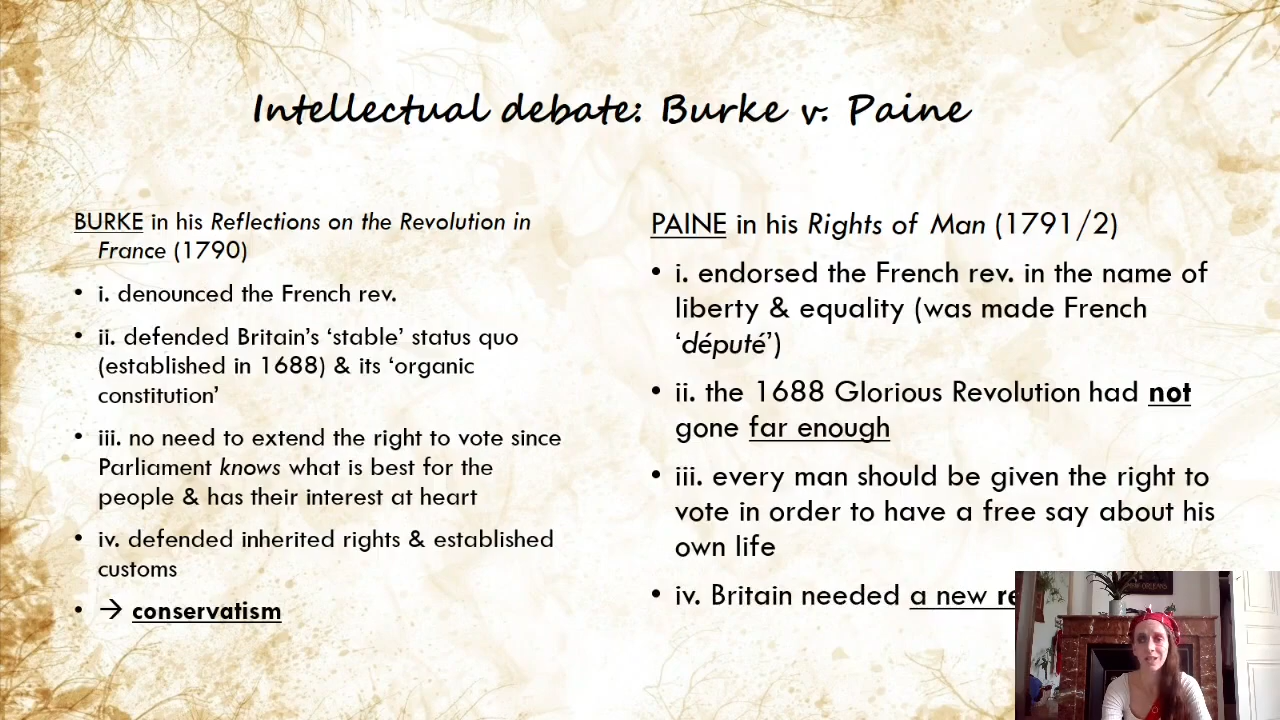 Intellectual debate: Burke v. Paine
BURKE in his Reflections on the Revolution in
France (1790)
• i. denounced the French rev.
• ii. defended Britain’s ‘stable’ status quo
(established in 1688) & its ‘organic
constitution’
• iii. no need to extend the right to vote since
Parliament knows what is best for the
people & has their interest at heart
• iv. defended inherited rights & established
customs
• → conservatism
PAINE in his Rights of Man (1791/2)
• i. endorsed the French rev. in the name of
liberty & equality (was made French
‘député’)
• ii. the 1688 Glorious Revolution had not
gone far enough
• iii. every man should be given the right to
vote in order to have a free say about his
own life
• iv. Britain needed a new